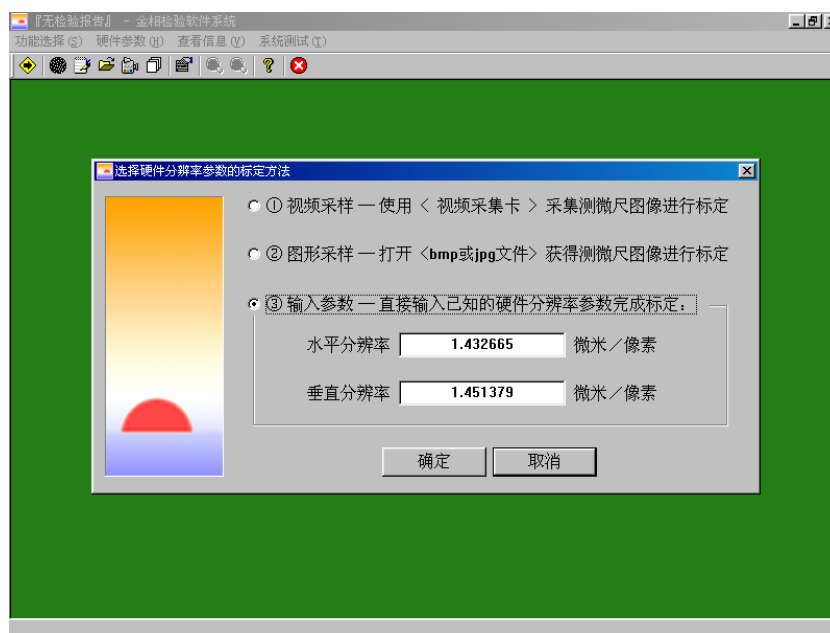 『无检验报告』 - 金相检验软件系统
功能选择(S) 硬件参数(H) 查看信息(V) 系统测试(T)
选择硬件分辨率参数的标定方法
① 视频采样 — 使用 〈 视频采集卡 〉 采集测微尺图像进行标定
② 图形采样 — 打开 〈bmp或jpg文件〉 获得测微尺图像进行标定
③ 输入参数 — 直接输入已知的硬件分辨率参数完成标定：
水平分辨率 1.432665 微米／像素
垂直分辨率 1.451379 微米／像素
确定 取消